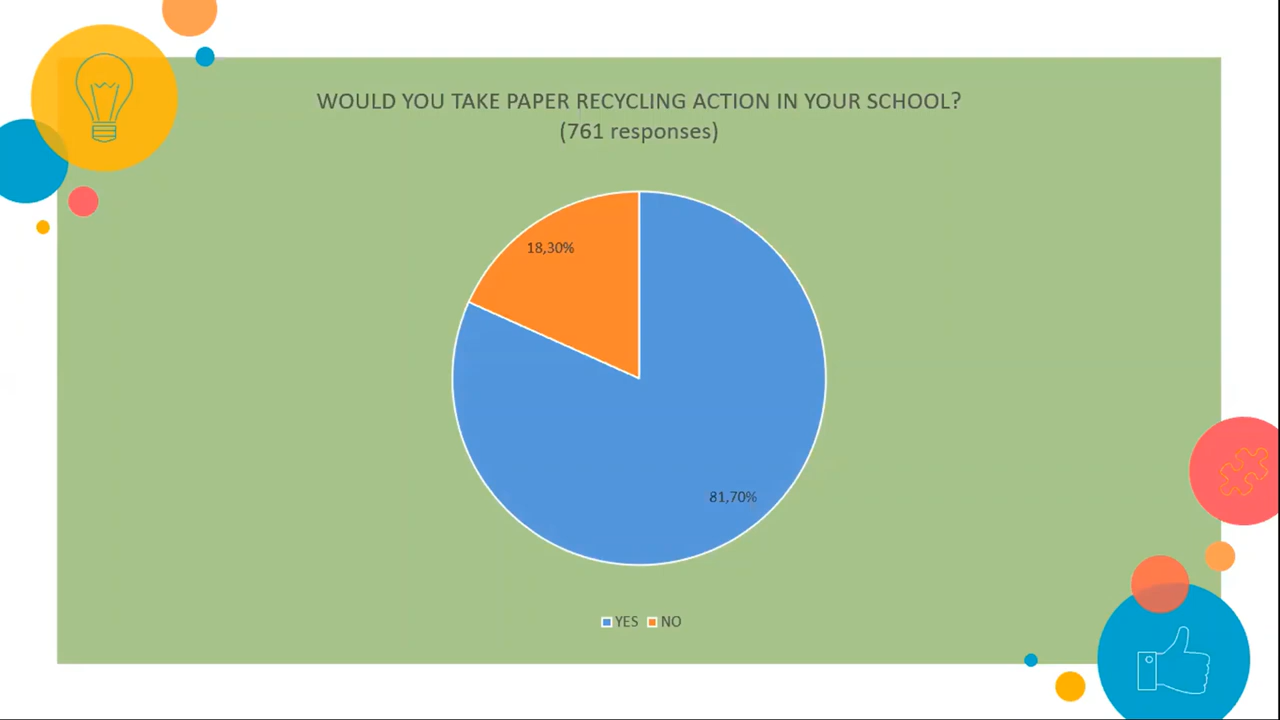 WOULD YOU TAKE PAPER RECYCLING ACTION IN YOUR SCHOOL?
(761 responses)
18,30%
81,70%
YES NO